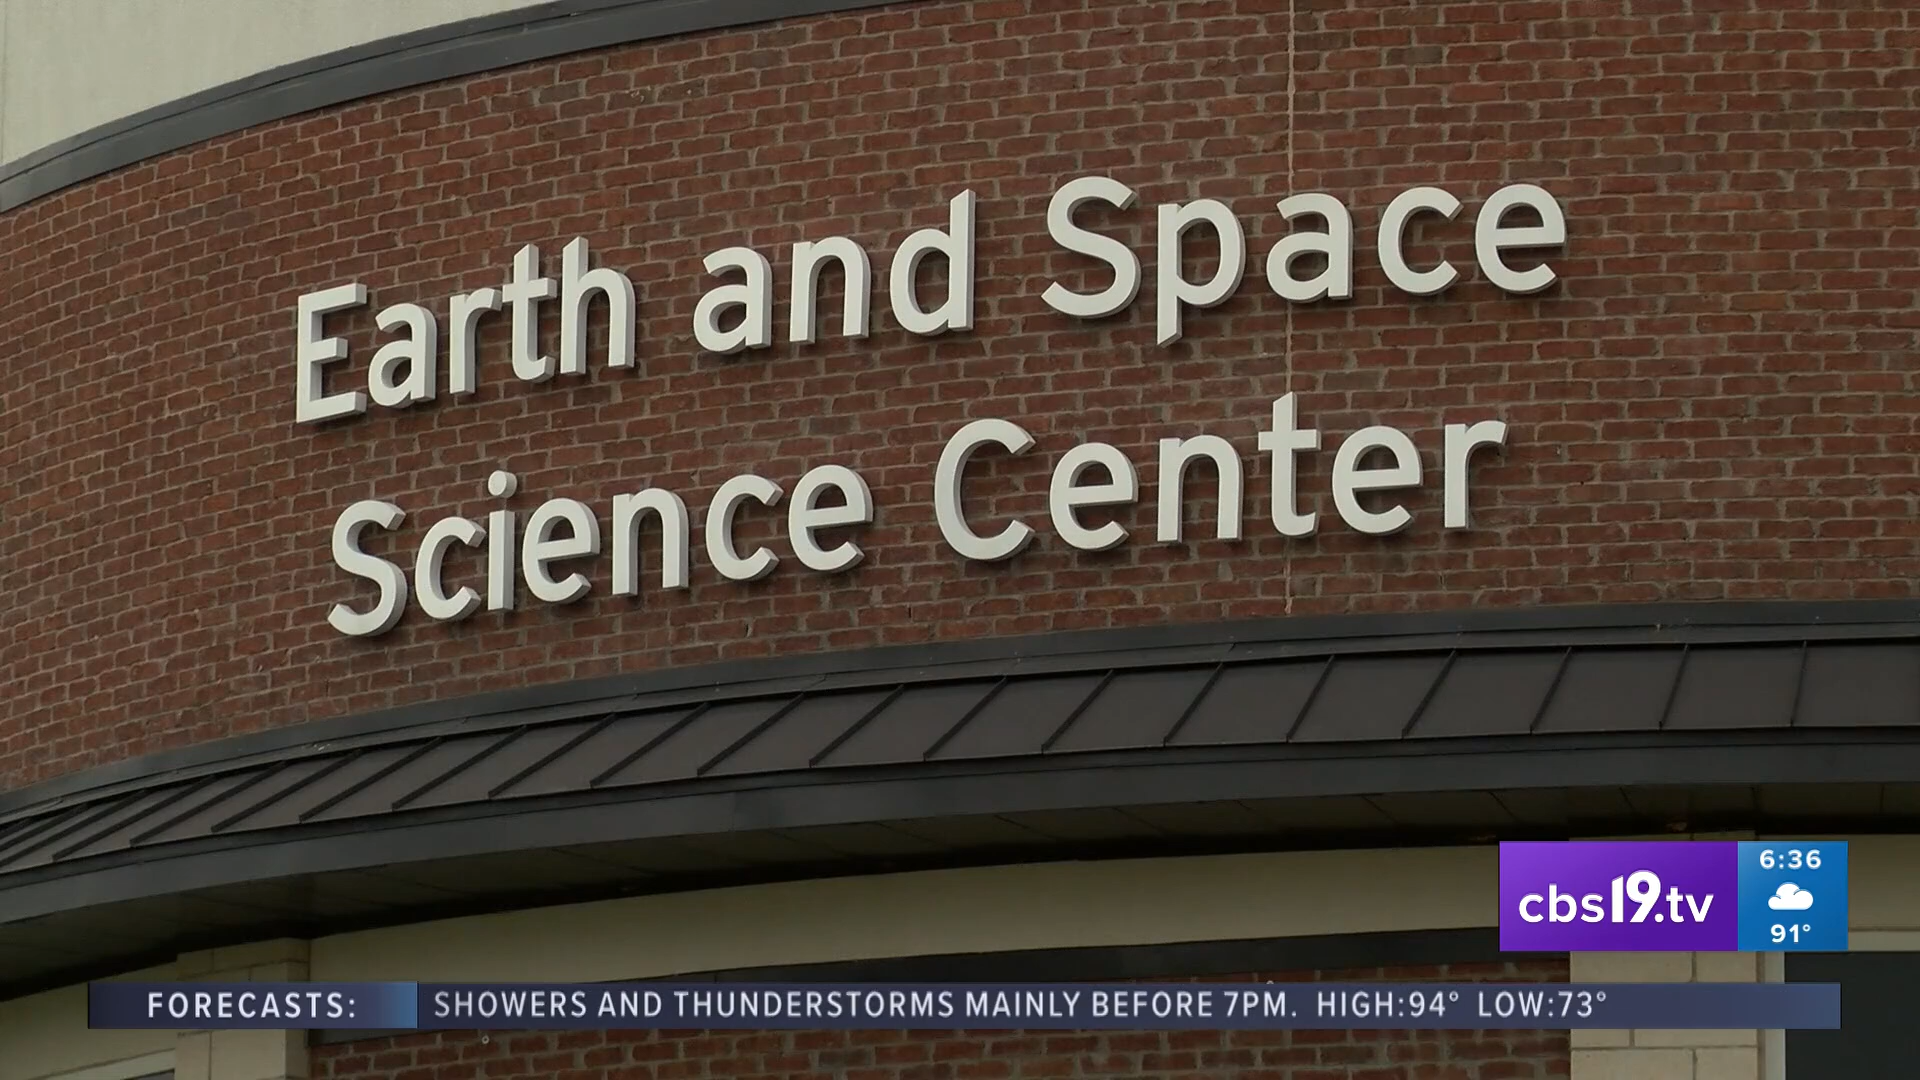 Earth and Space
Science Center
6:36
cbs19.tv
91°
FORECASTS: SHOWERS AND THUNDERSTORMS MAINLY BEFORE 7PM. HIGH:94° LOW:73°